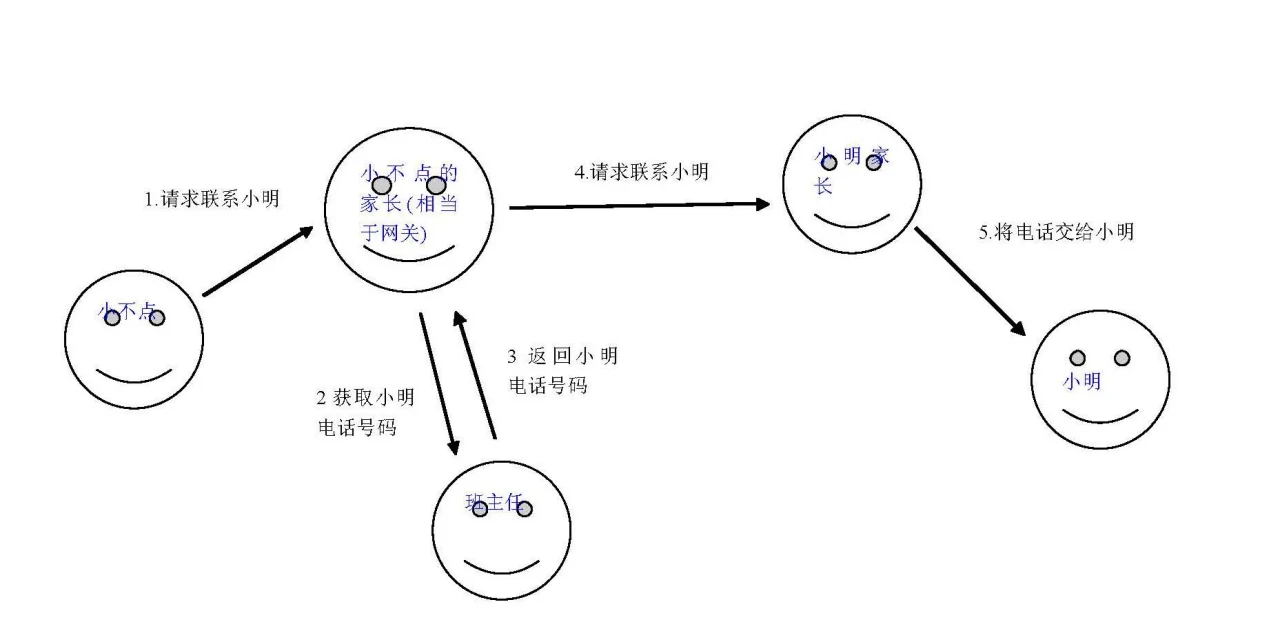 小明家
长
小不点的
家长(相当
于网关)
4.请求联系小明
1.请求联系小明
5.将电话交给小明
小不点
3 返回小明
电话号码
小明
2 获取小明
电话号码
班主任